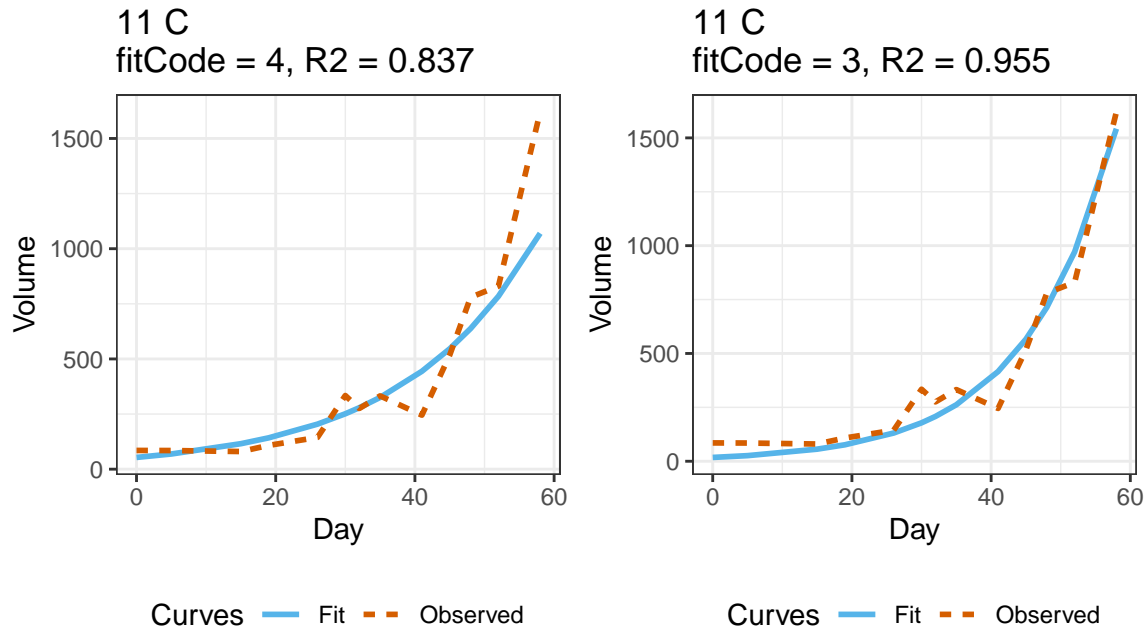 11 C
fitCode = 4, R2 = 0.837
1500
1000
500
0
Volume
0
20
40
60
Day
Curves Fit Observed
11 C
fitCode = 3, R2 = 0.955
1500
1000
500
0
Volume
0
20
40
60
Day
Curves Fit Observed